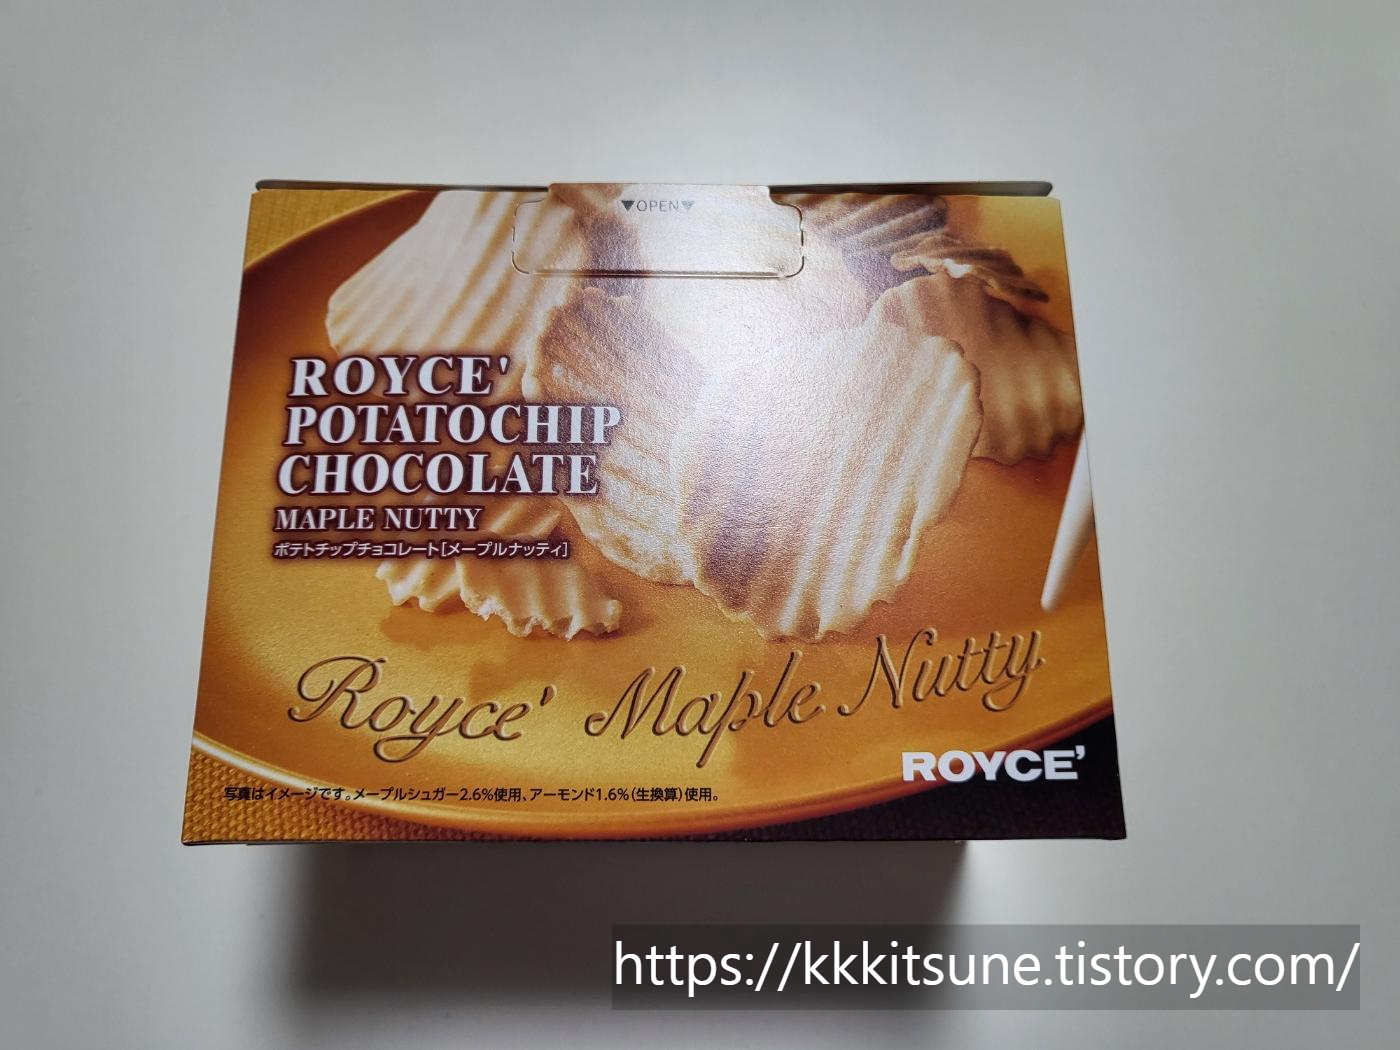 ▼OPEN▼
ROYCE'
POTATOCHIP
CHOCOLATE
MAPLE NUTTY
ポテトチップチョコレート[メープルナッティ]
Royce' Maple Nutty
ROYCE'
写真はイメージです。メープルシュガー2.6%使用、アーモンド1.6%(生換算)使用。
https://kkkitsune.tistory.com/